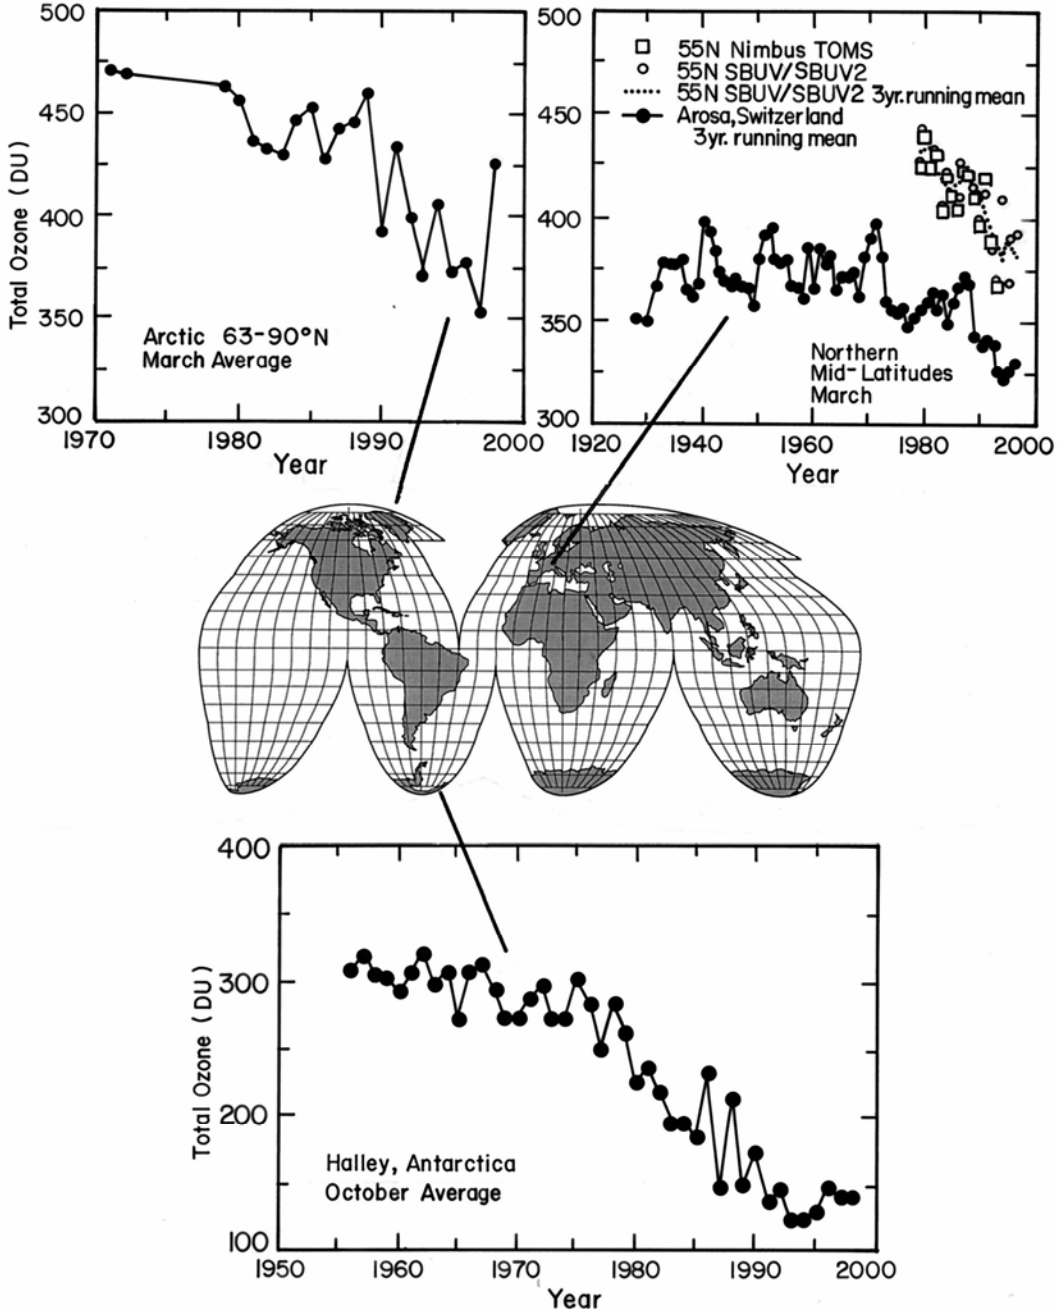 500
450
400
350
300
Total Ozone (DU)
Arctic 63-90°N
March Average
1970
1980
1990
2000
Year
500
450
400
350
300
55N Nimbus TOMS
55N SBUV/SBUV2
55N SBUV/SBUV2 3yr. running mean
Arosa, Switzerland
3yr. running mean
Northern
Mid-Latitudes
March
1920
1940
1960
1980
2000
Year
400
300
200
100
Total Ozone (DU)
Halley, Antarctica
October Average
1950
1960
1970
1980
1990
2000
Year